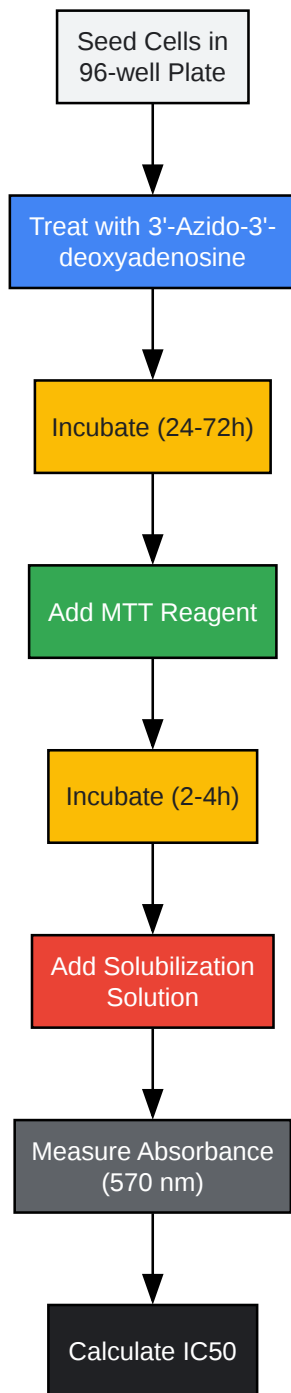 Seed Cells in
96-well Plate
Treat with 3'-Azido-3'-
deoxyadenosine
Incubate (24-72h)
Add MTT Reagent
Incubate (2-4h)
Add Solubilization
Solution
Measure Absorbance
(570 nm)
Calculate IC50